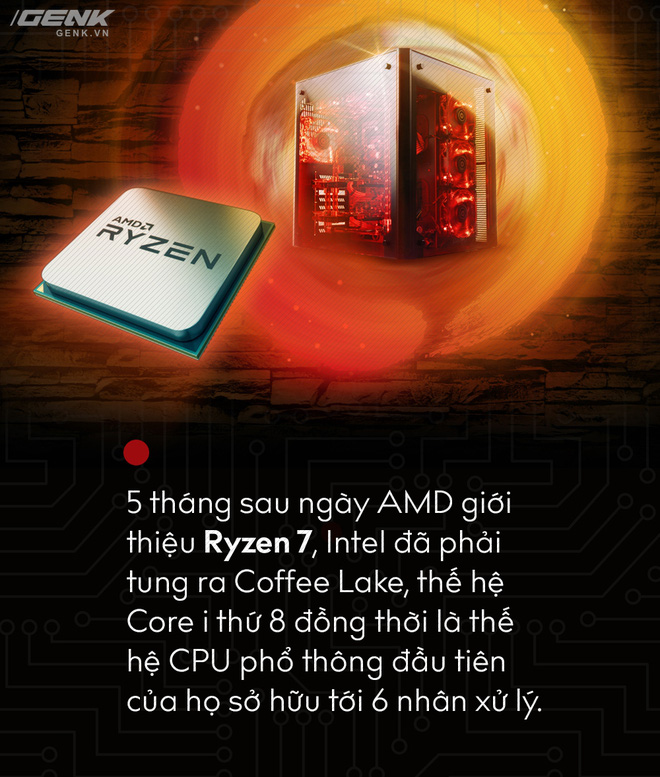 GENK
GENK.VN
AMD
RYZEN
5 tháng sau ngày AMD giới
thiệu Ryzen 7, Intel đã phải
tung ra Coffee Lake, thế hệ
Core i thứ 8 đồng thời là thế
hệ CPU phổ thông đầu tiên
của họ sở hữu tới 6 nhân xử lý.